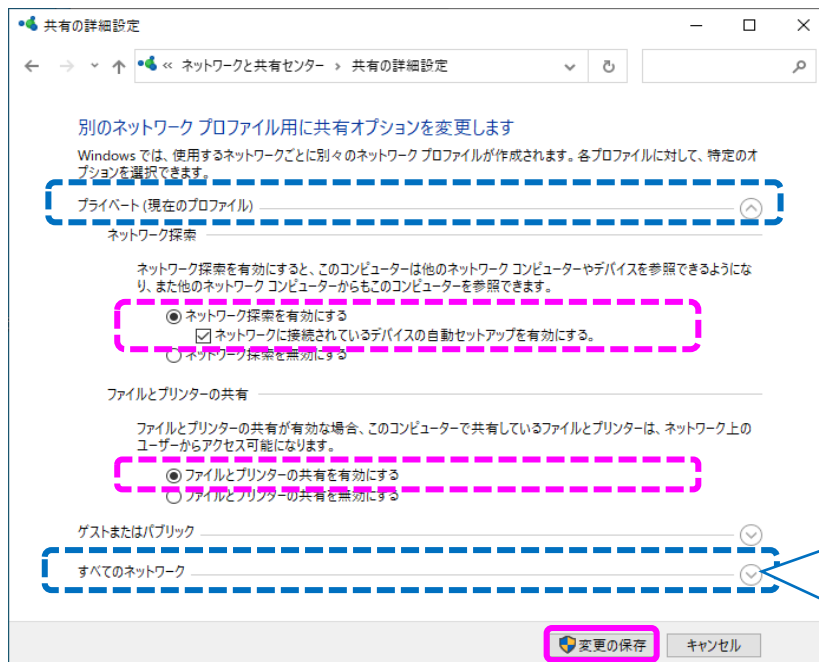 共有の詳細設定
« ネットワークと共有センター › 共有の詳細設定
別のネットワーク プロファイル用に共有オプションを変更します
Windows では、使用するネットワークごとに別々のネットワーク プロファイルが作成されます。各プロファイルに対して、特定のオ
プションを選択できます。
プライベート (現在のプロファイル)
ネットワーク探索
ネットワーク探索を有効にすると、このコンピューターは他のネットワーク コンピューターやデバイスを参照できるようにな
り、また他のネットワーク コンピューターからもこのコンピューターを参照できます。
ネットワーク探索を有効にする
ネットワークに接続されているデバイスの自動セットアップを有効にする。
ネットワーク探索を無効にする
ファイルとプリンターの共有
ファイルとプリンターの共有が有効な場合、このコンピューターで共有しているファイルとプリンターは、ネットワーク上の
ユーザーからアクセス可能になります。
ファイルとプリンターの共有を有効にする
ファイルとプリンターの共有を無効にする
ゲストまたはパブリック
すべてのネットワーク
変更の保存
キャンセル